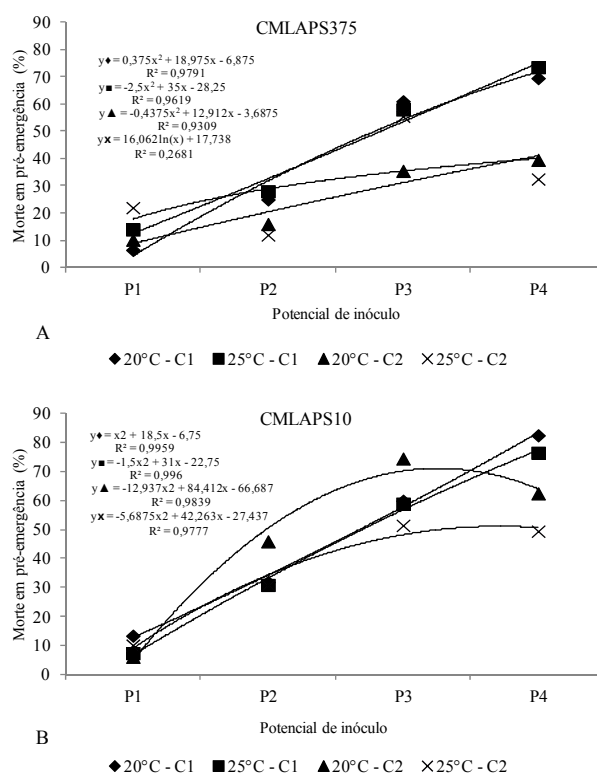 CMLAPS375
Morte em pré-emergência (%)
90
80
70
60
50
40
30
20
10
0
y♦= 0,375x² + 18,975x - 6,875
R² = 0,9791
y■= -2,5x² + 35x - 28,25
R² = 0,9619
y▲ = -0,4375x² + 12,912x - 3,6875
R² = 0,9309
y✕ = 16,062ln(x) + 17,738
R² = 0,2681
P1 P2 P3 P4
Potencial de inóculo
A
♦ 20°C - C1 ■ 25°C - C1 ▲ 20°C - C2 ✕ 25°C - C2
CMLAPS10
Morte em pré-emergência (%)
90
80
70
60
50
40
30
20
10
0
y♦= x2 + 18,5x - 6,75
R² = 0,9959
y■= -1,5x2 + 31x - 22,75
R² = 0,996
y▲ = -12,937x2 + 84,412x - 66,687
R² = 0,9839
y✕ = -5,6875x2 + 42,263x - 27,437
R² = 0,9777
P1 P2 P3 P4
Potencial de inóculo
B
♦ 20°C - C1 ■ 25°C - C1 ▲ 20°C - C2 ✕ 25°C - C2